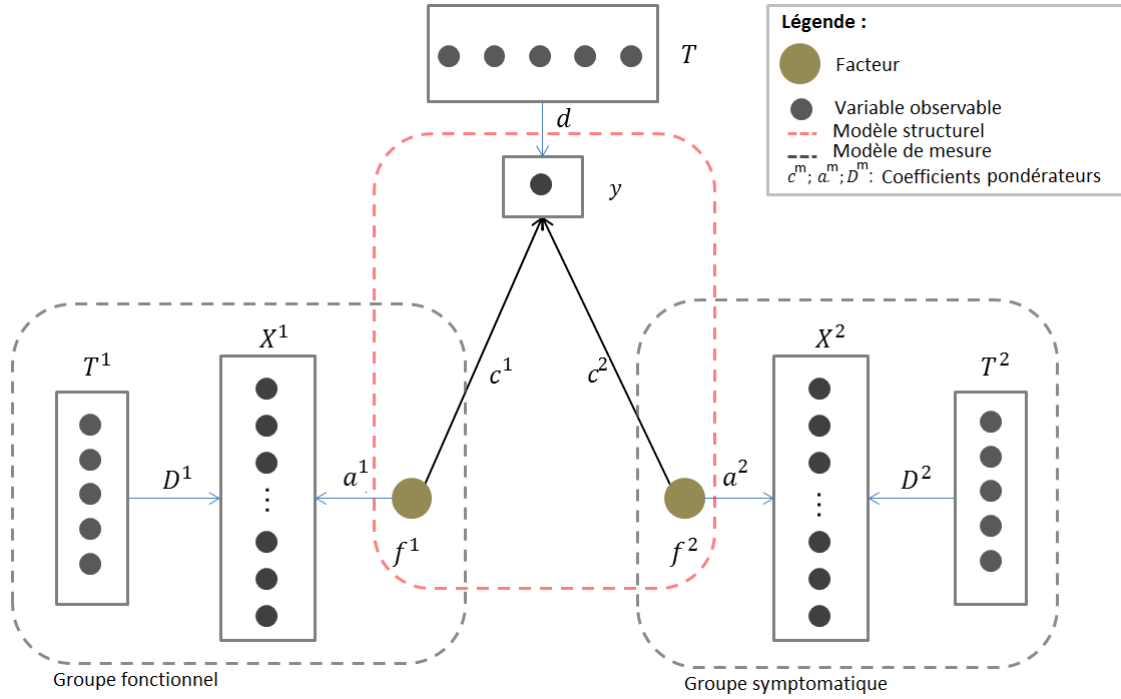 T
d
y
Légende :
Facteur
Variable observable
Modèle structurel
Modèle de mesure
c^m; a^m; D^m: Coefficients pondérateurs
X^1
T^1
D^1
a^1
f^1
c^1
c^2
X^2
T^2
a^2
D^2
f^2
Groupe fonctionnel
Groupe symptomatique